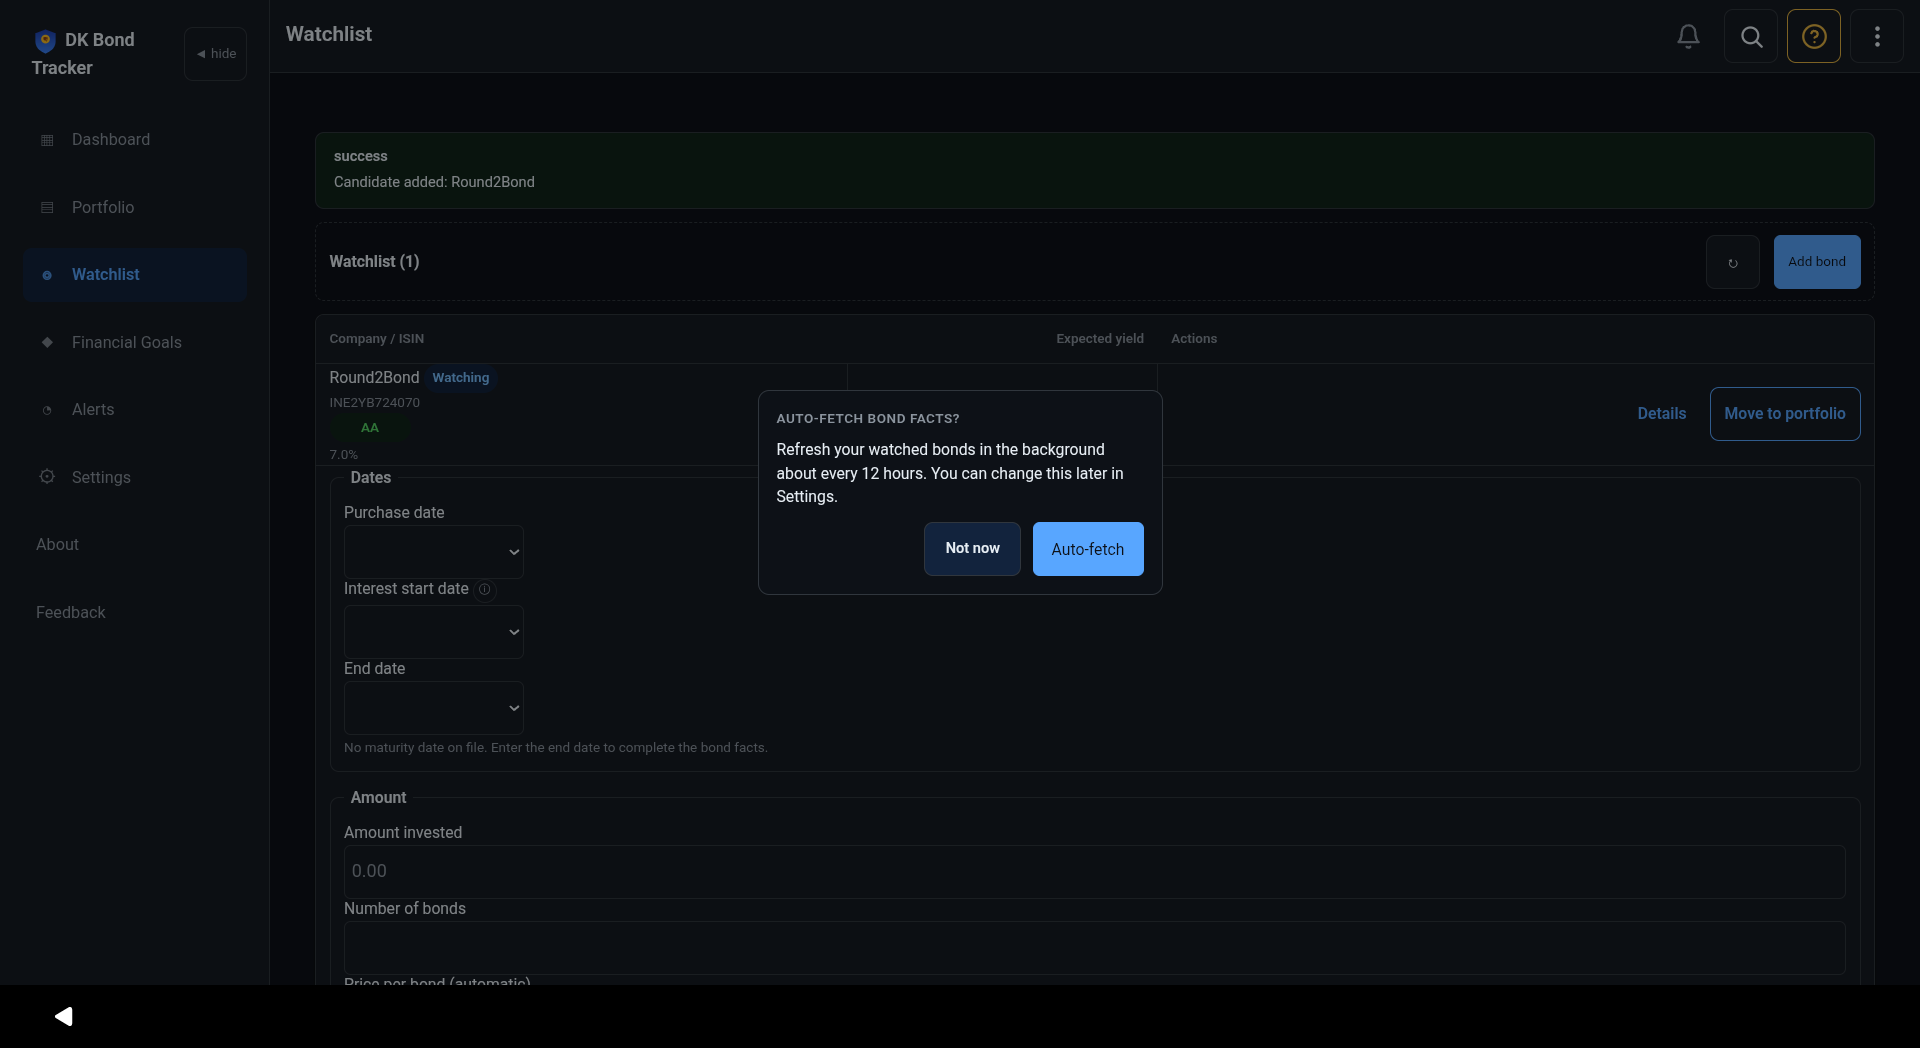 DK Bond
Tracker
◄ hide
Watchlist
Dashboard
Portfolio
Watchlist
Financial Goals
Alerts
Settings
About
Feedback
success
Candidate added: Round2Bond
Watchlist (1)
Add bond
Company / ISIN
Expected yield
Actions
Round2Bond
Watching
INE2YB724070
AA
7.0%
Details
Move to portfolio
AUTO-FETCH BOND FACTS?
Refresh your watched bonds in the background
about every 12 hours. You can change this later in
Settings.
Not now
Auto-fetch
Dates
Purchase date
Interest start date
End date
No maturity date on file. Enter the end date to complete the bond facts.
Amount
Amount invested
0.00
Number of bonds
Price per bond (automatic)